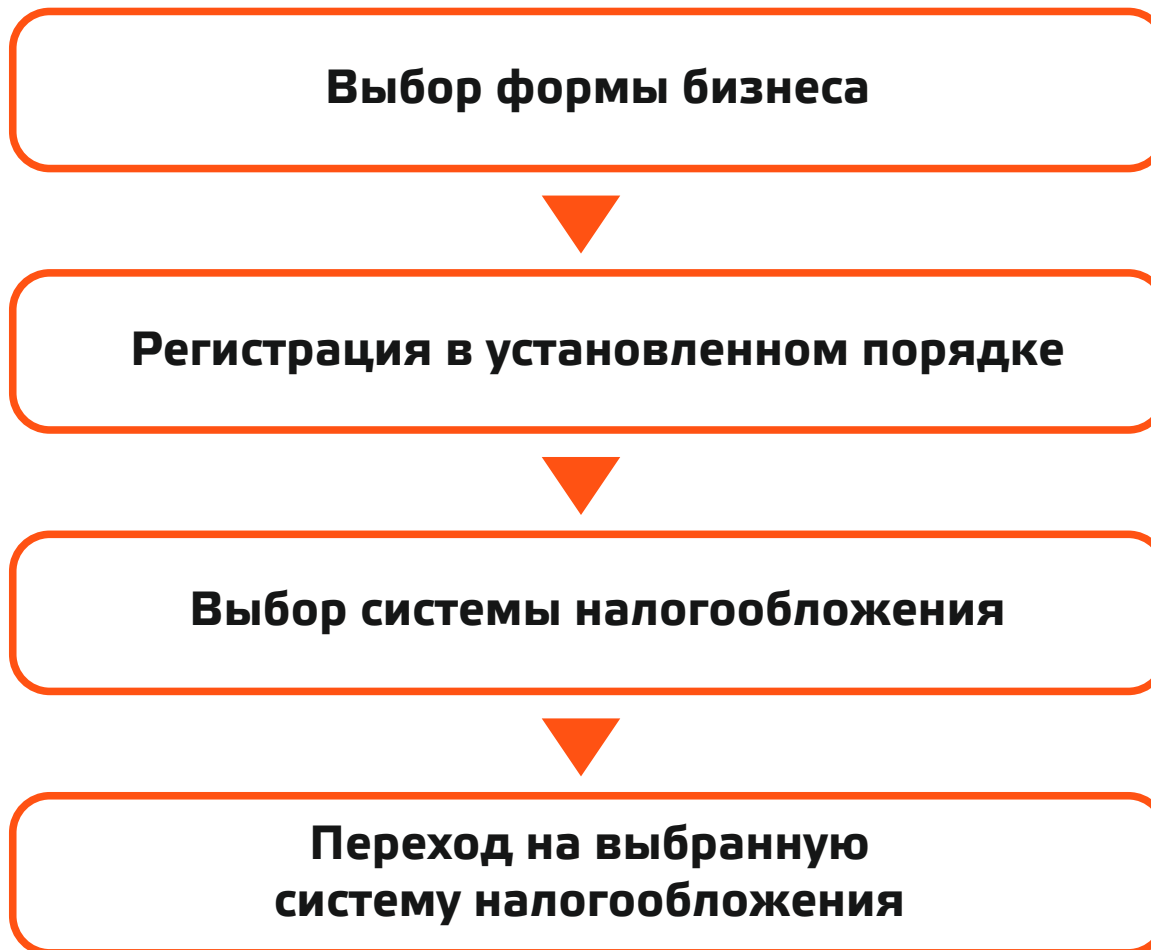 Выбор формы бизнеса
Регистрация в установленном порядке
Выбор системы налогообложения
Переход на выбранную
систему налогообложения